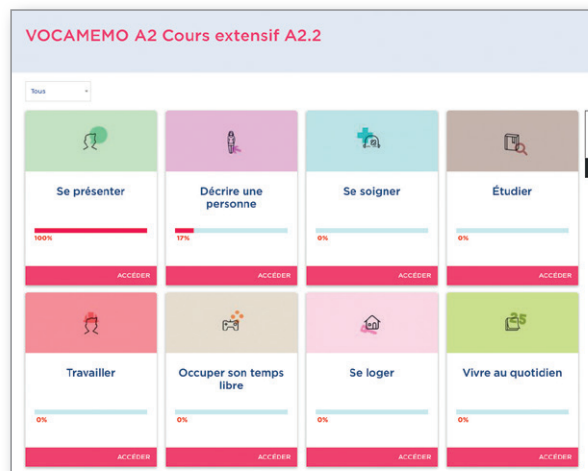 VOCAMEMO A2 Cours extensif A2.2
Tous
Se présenter
100%
ACCÉDER
Décrire une
personne
17%
ACCÉDER
Se soigner
0%
ACCÉDER
Étudier
0%
ACCÉDER
Travailler
0%
ACCÉDER
Occuper son temps
libre
0%
ACCÉDER
Se loger
0%
ACCÉDER
25
Vivre au quotidien
0%
ACCÉDER